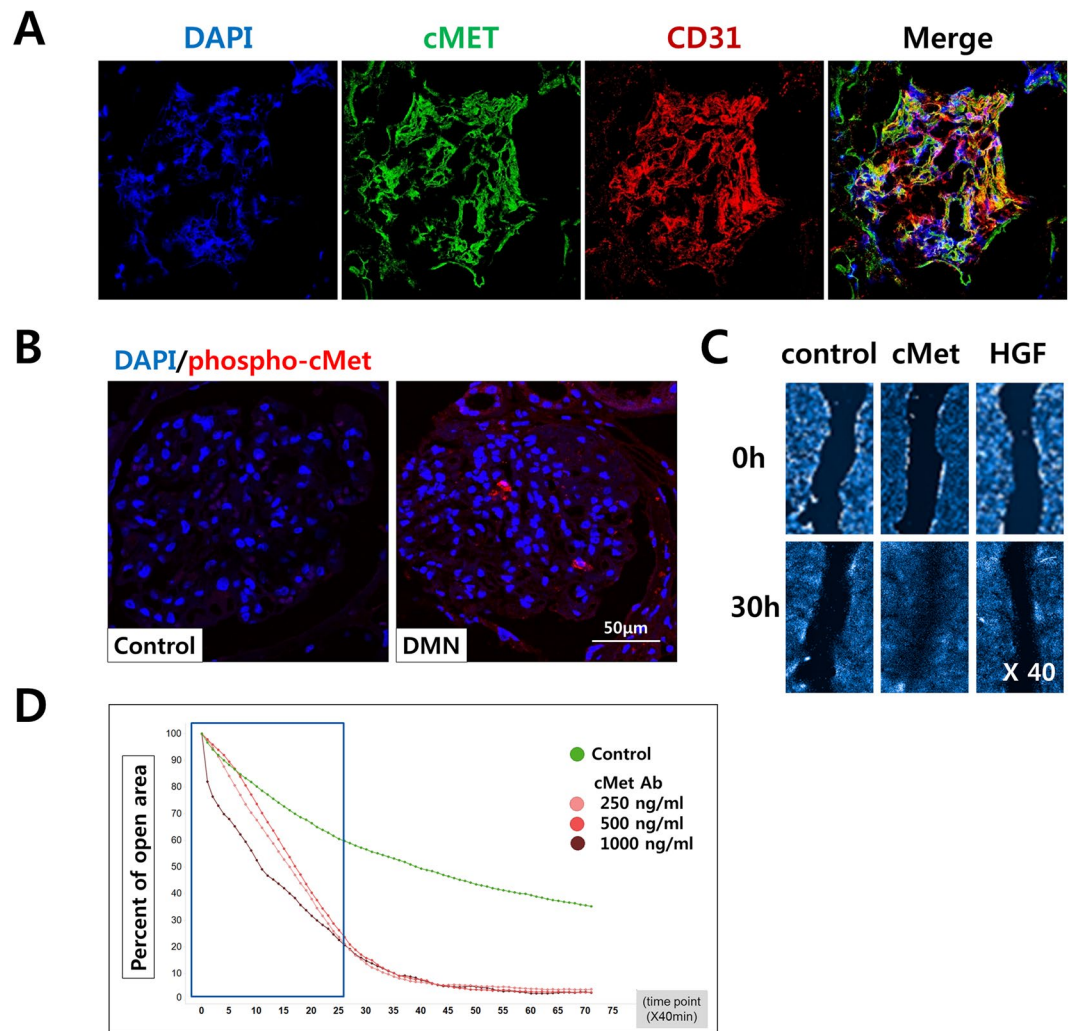 A
DAPI
cMET
CD31
Merge
B
DAPI/phospho-cMet
Control
DMN
50μm
C
control
cMet
HGF
0h
30h
X 40
D
Percent of open area
100
90
80
70
60
50
40
30
20
10
0
0 5 10 15 20 25 30 35 40 45 50 55 60 65 70 75
(time point
(X40min)
Control
cMet Ab
250 ng/ml
500 ng/ml
1000 ng/ml